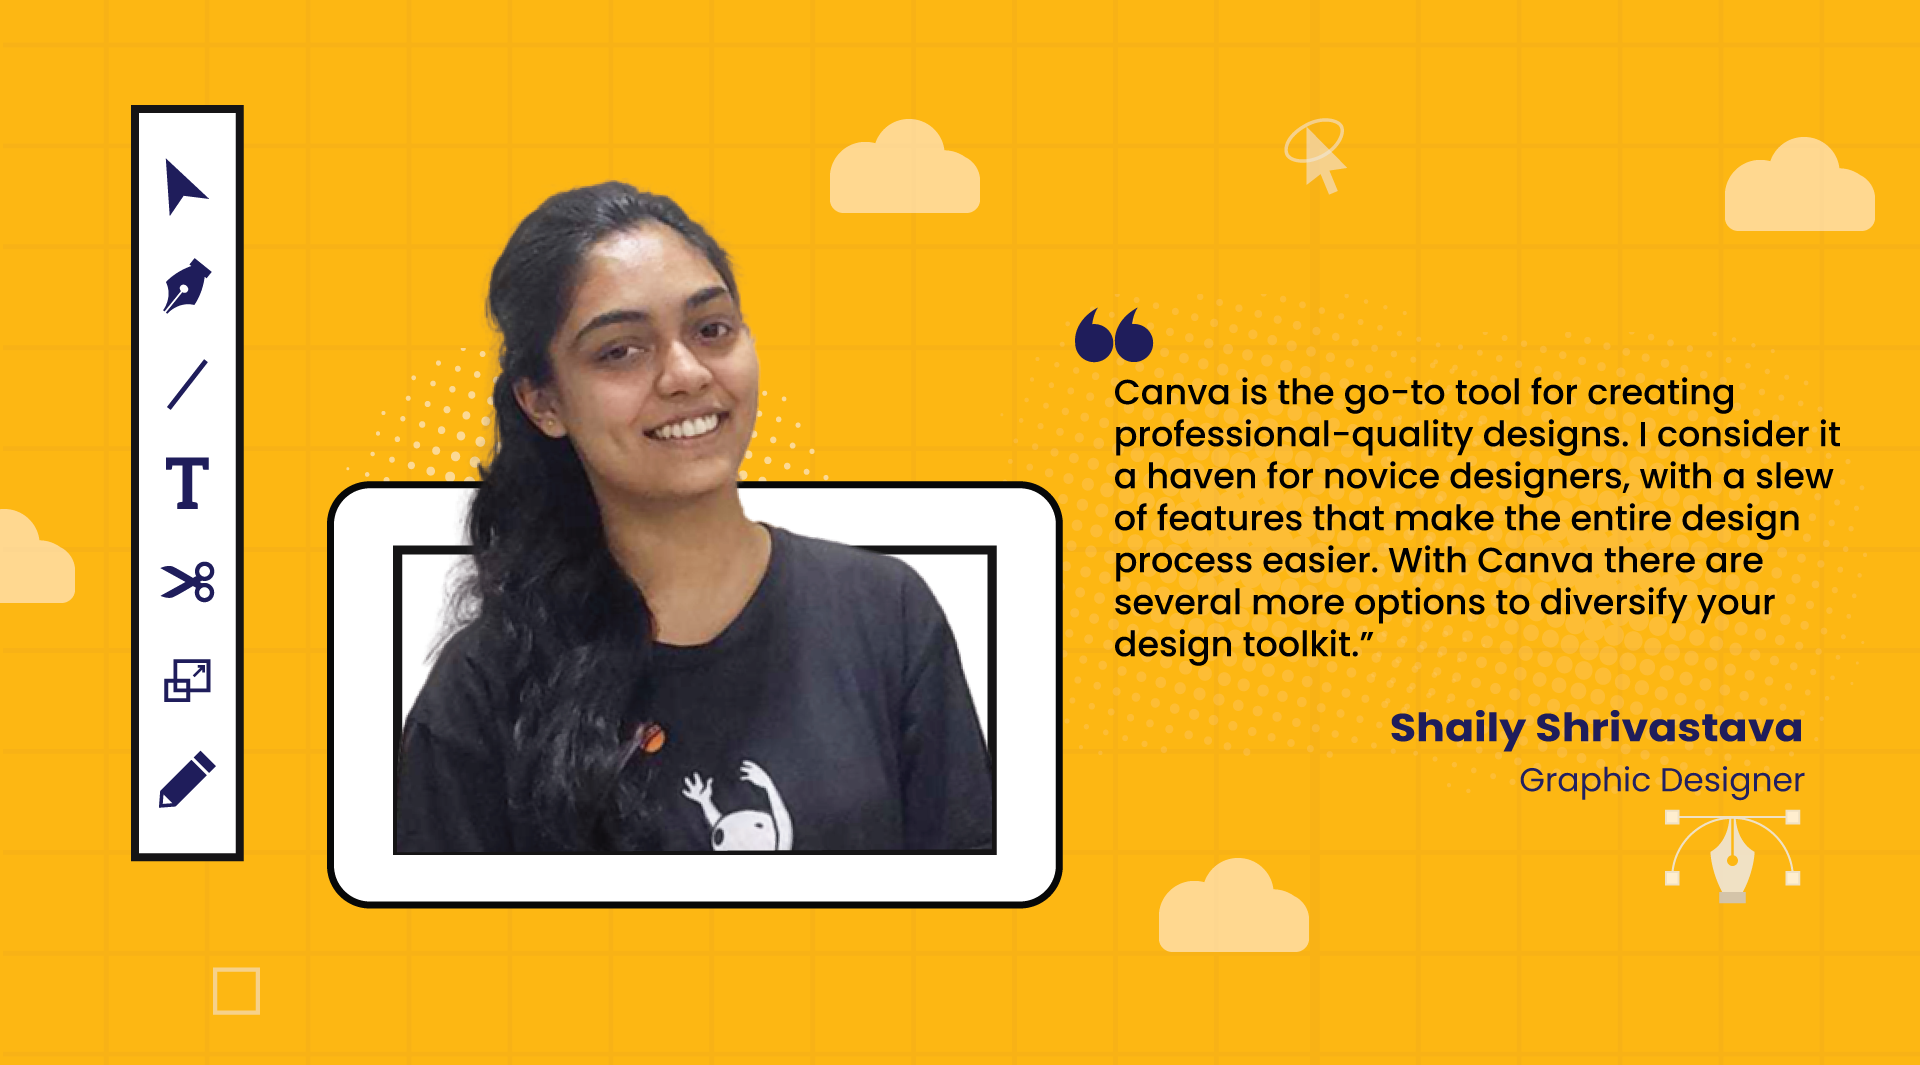 “
Canva is the go-to tool for creating
professional-quality designs. I consider it
a haven for novice designers, with a slew
of features that make the entire design
process easier. With Canva there are
several more options to diversify your
design toolkit.”
Shaily Shrivastava
Graphic Designer
T